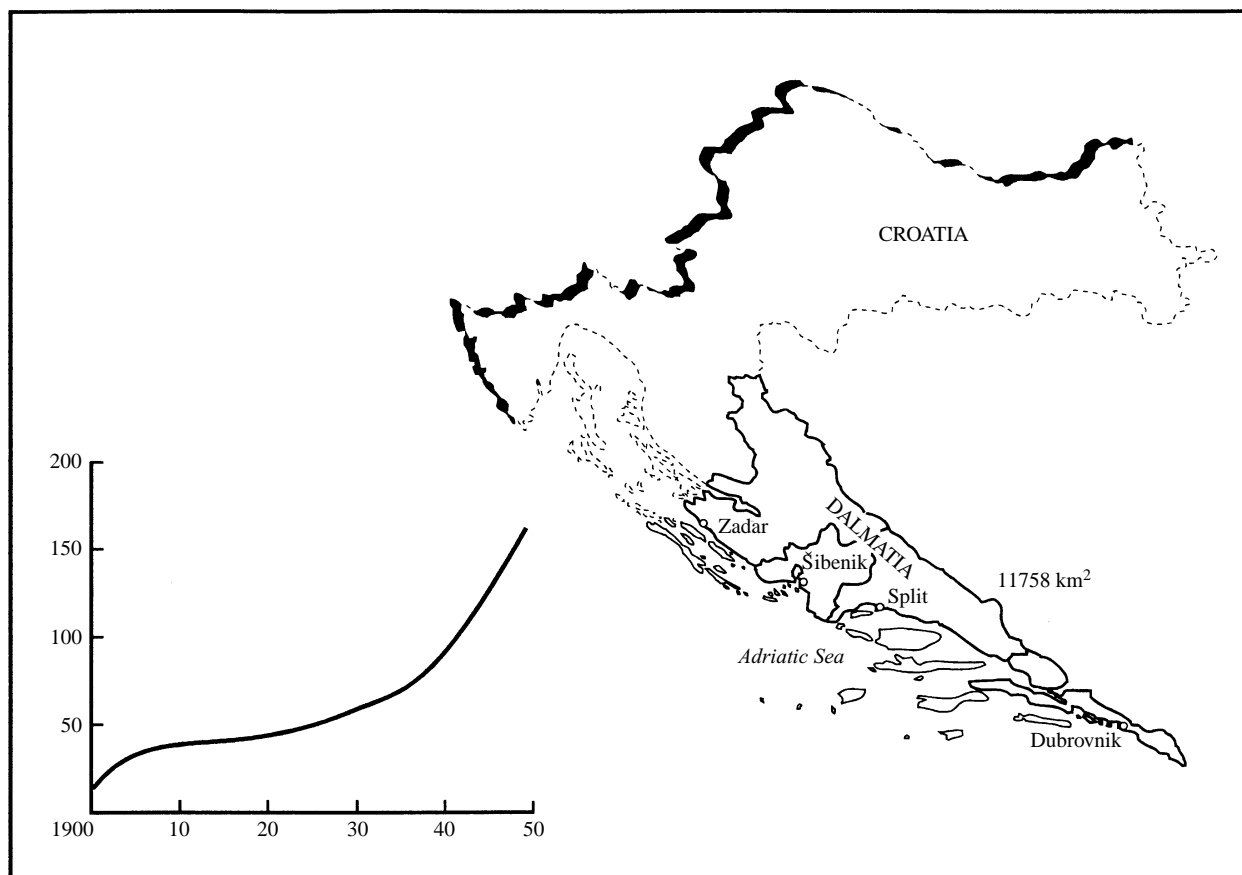 CROATIA
200
Zadar
DALMATIA
150
Šibenik
11758 km²
Split
100
Adriatic Sea
50
Dubrovnik
1900 10 20 30 40 50